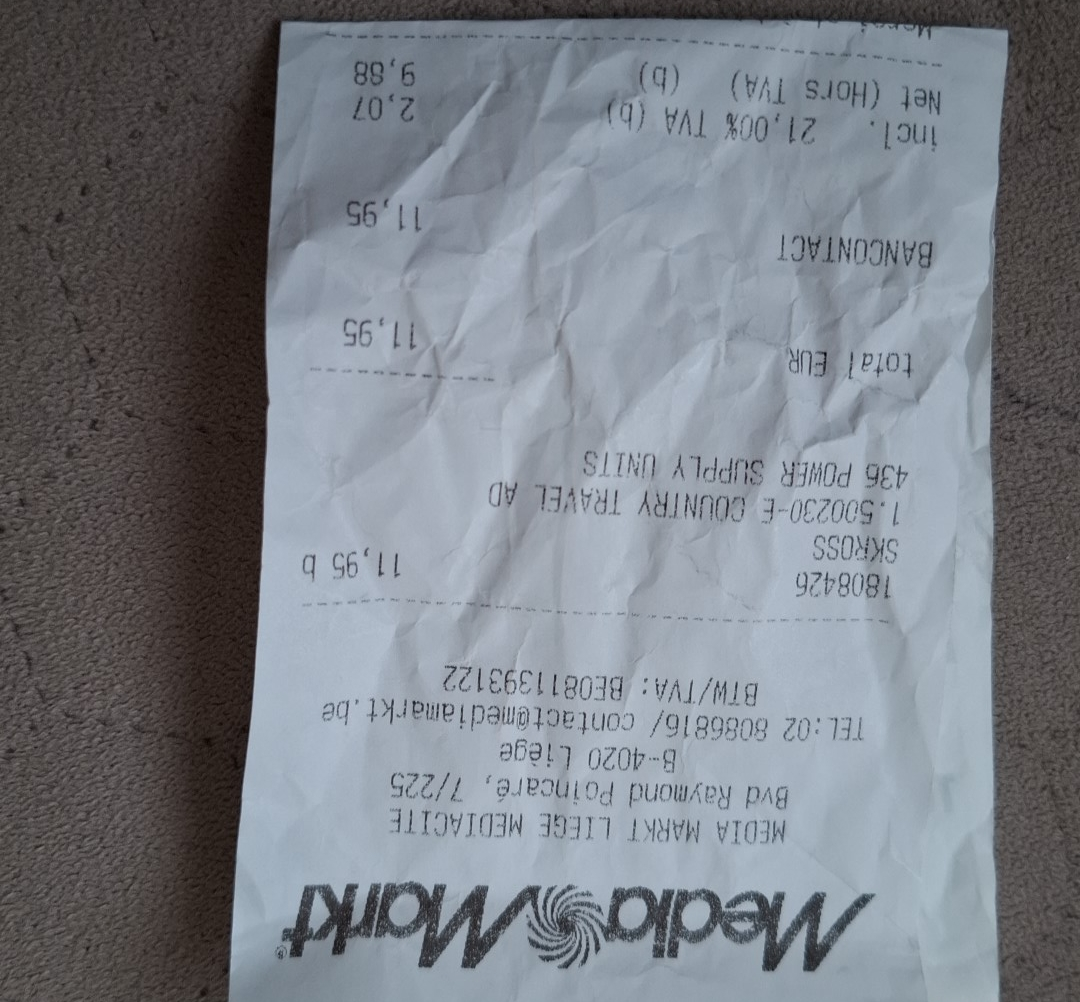 Media Markt®
MEDIA MARKT LIEGE MEDIACITE
Bvd Raymond Poincaré, 7/225
B-4020 Liège
TEL:02 8086816/ contact@mediamarkt.be
BTW/TVA: BE0811393122
1808426 11,95 b
SKROSS
1.500230-E COUNTRY TRAVEL AD
436 POWER SUPPLY UNITS
total EUR 11,95
BANCONTACT 11,95
incl. 21,00% TVA (b) 2,07
Net (Hors TVA) (b) 9,88